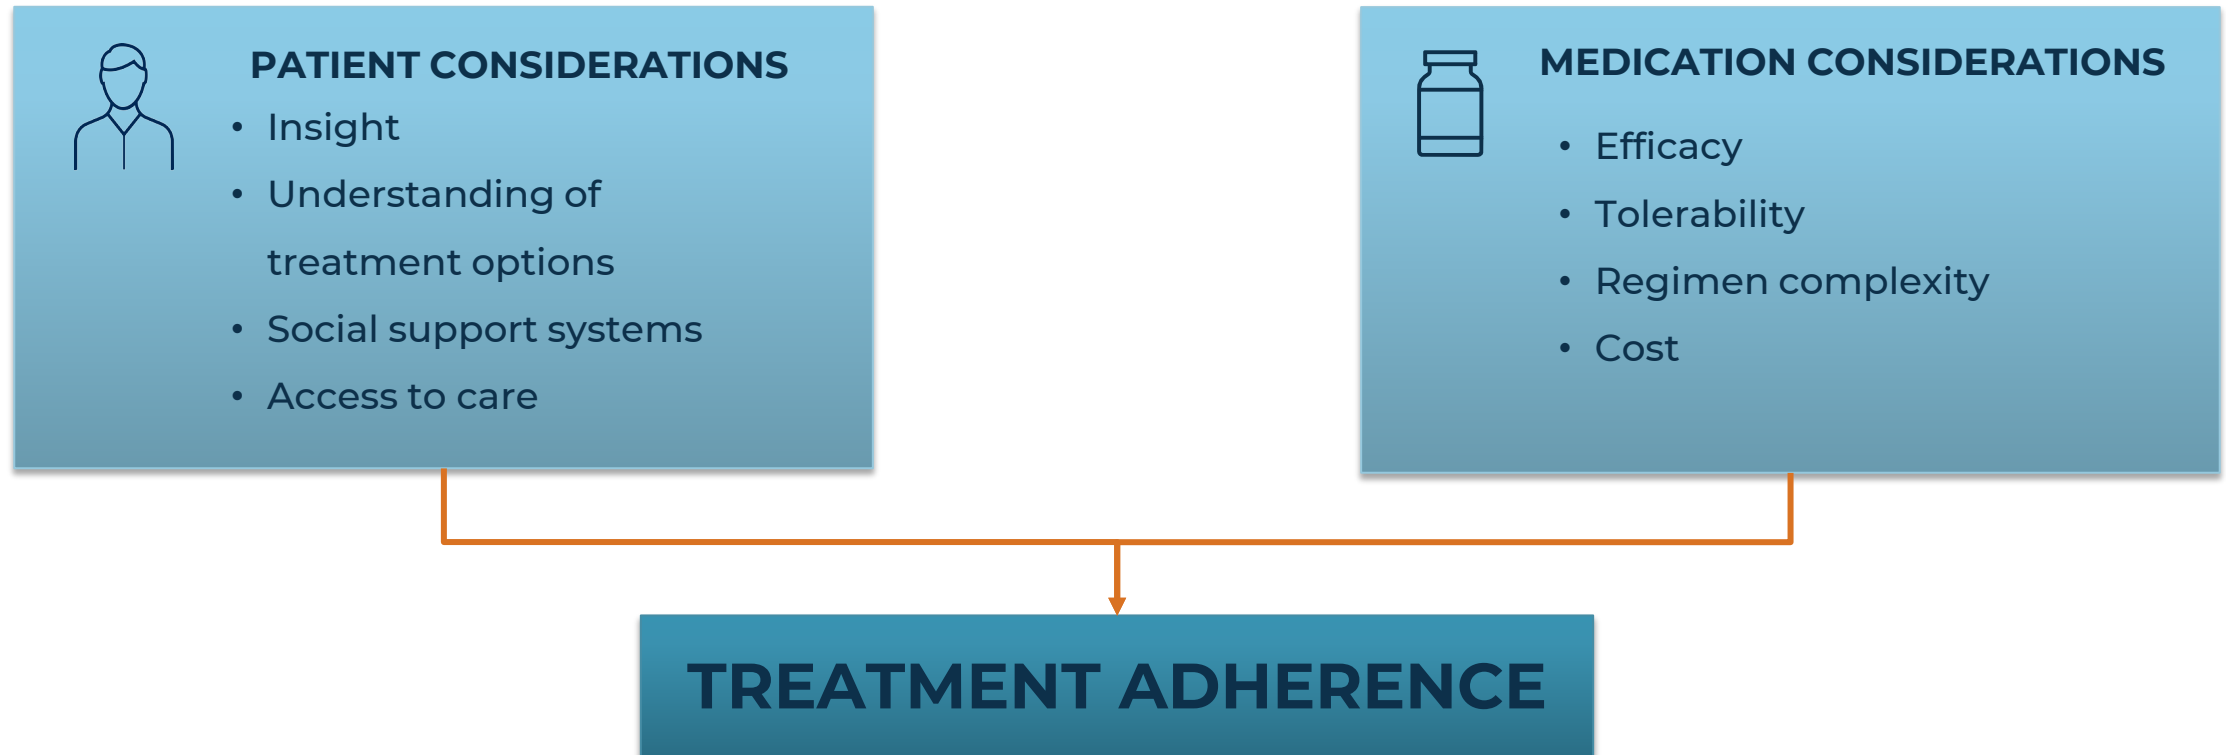 PATIENT CONSIDERATIONS
• Insight
• Understanding of
treatment options
• Social support systems
• Access to care
MEDICATION CONSIDERATIONS
• Efficacy
• Tolerability
• Regimen complexity
• Cost
TREATMENT ADHERENCE